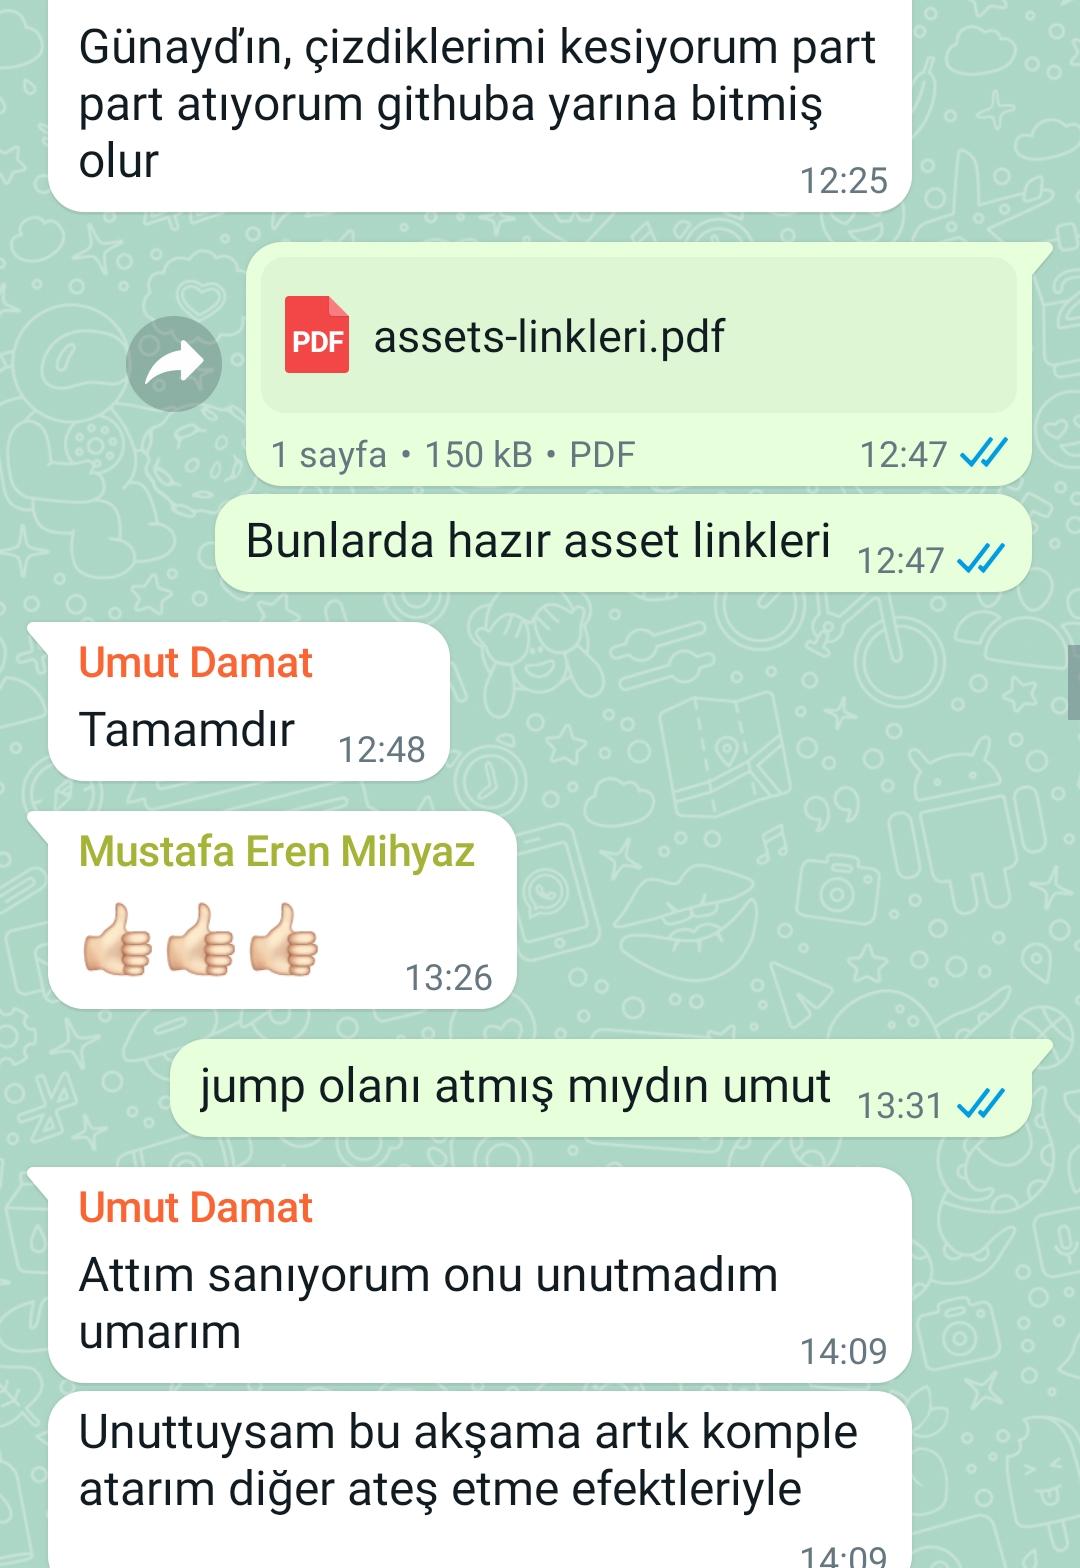 Günayd'ın, çizdiklerimi kesiyorum part
part atıyorum githuba yarına bitmiş
olur
12:25
PDF
assets-linkleri.pdf
1 sayfa • 150 kB • PDF
12:47
Bunlarda hazır asset linkleri
12:47
Umut Damat
Tamamdır
12:48
Mustafa Eren Mihyaz
👍🏻👍🏻👍🏻
13:26
jump olanı atmış mıydın umut
13:31
Umut Damat
Attım sanıyorum onu unutmadım
umarım
14:09
Unuttuysam bu akşama artık komple
atarım diğer ateş etme efektleriyle
14:09